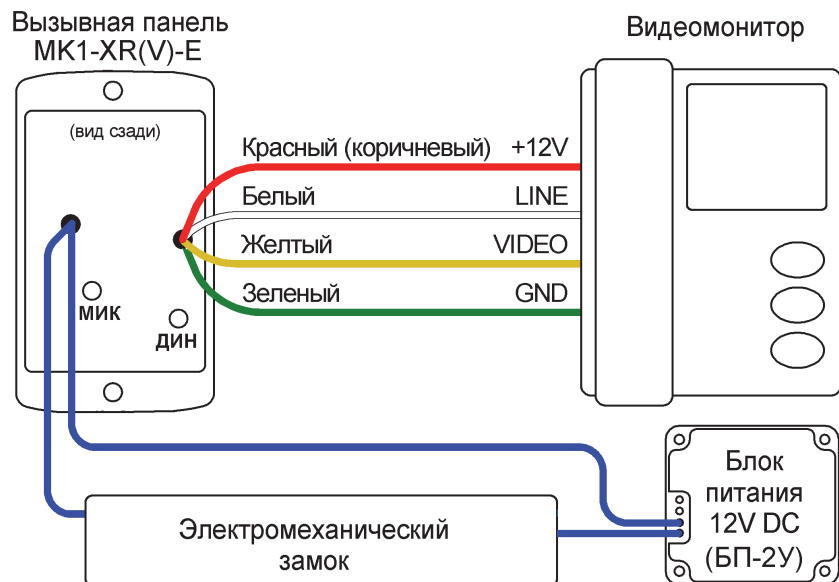 Вызывная панель
MK1-XR(V)-E
Видеомонитор
(вид сзади)
Красный (коричневый) +12V
Белый LINE
Желтый VIDEO
Зеленый GND
МИК
ДИН
Блок
питания
12V DC
(БП-2У)
Электромеханический
замок